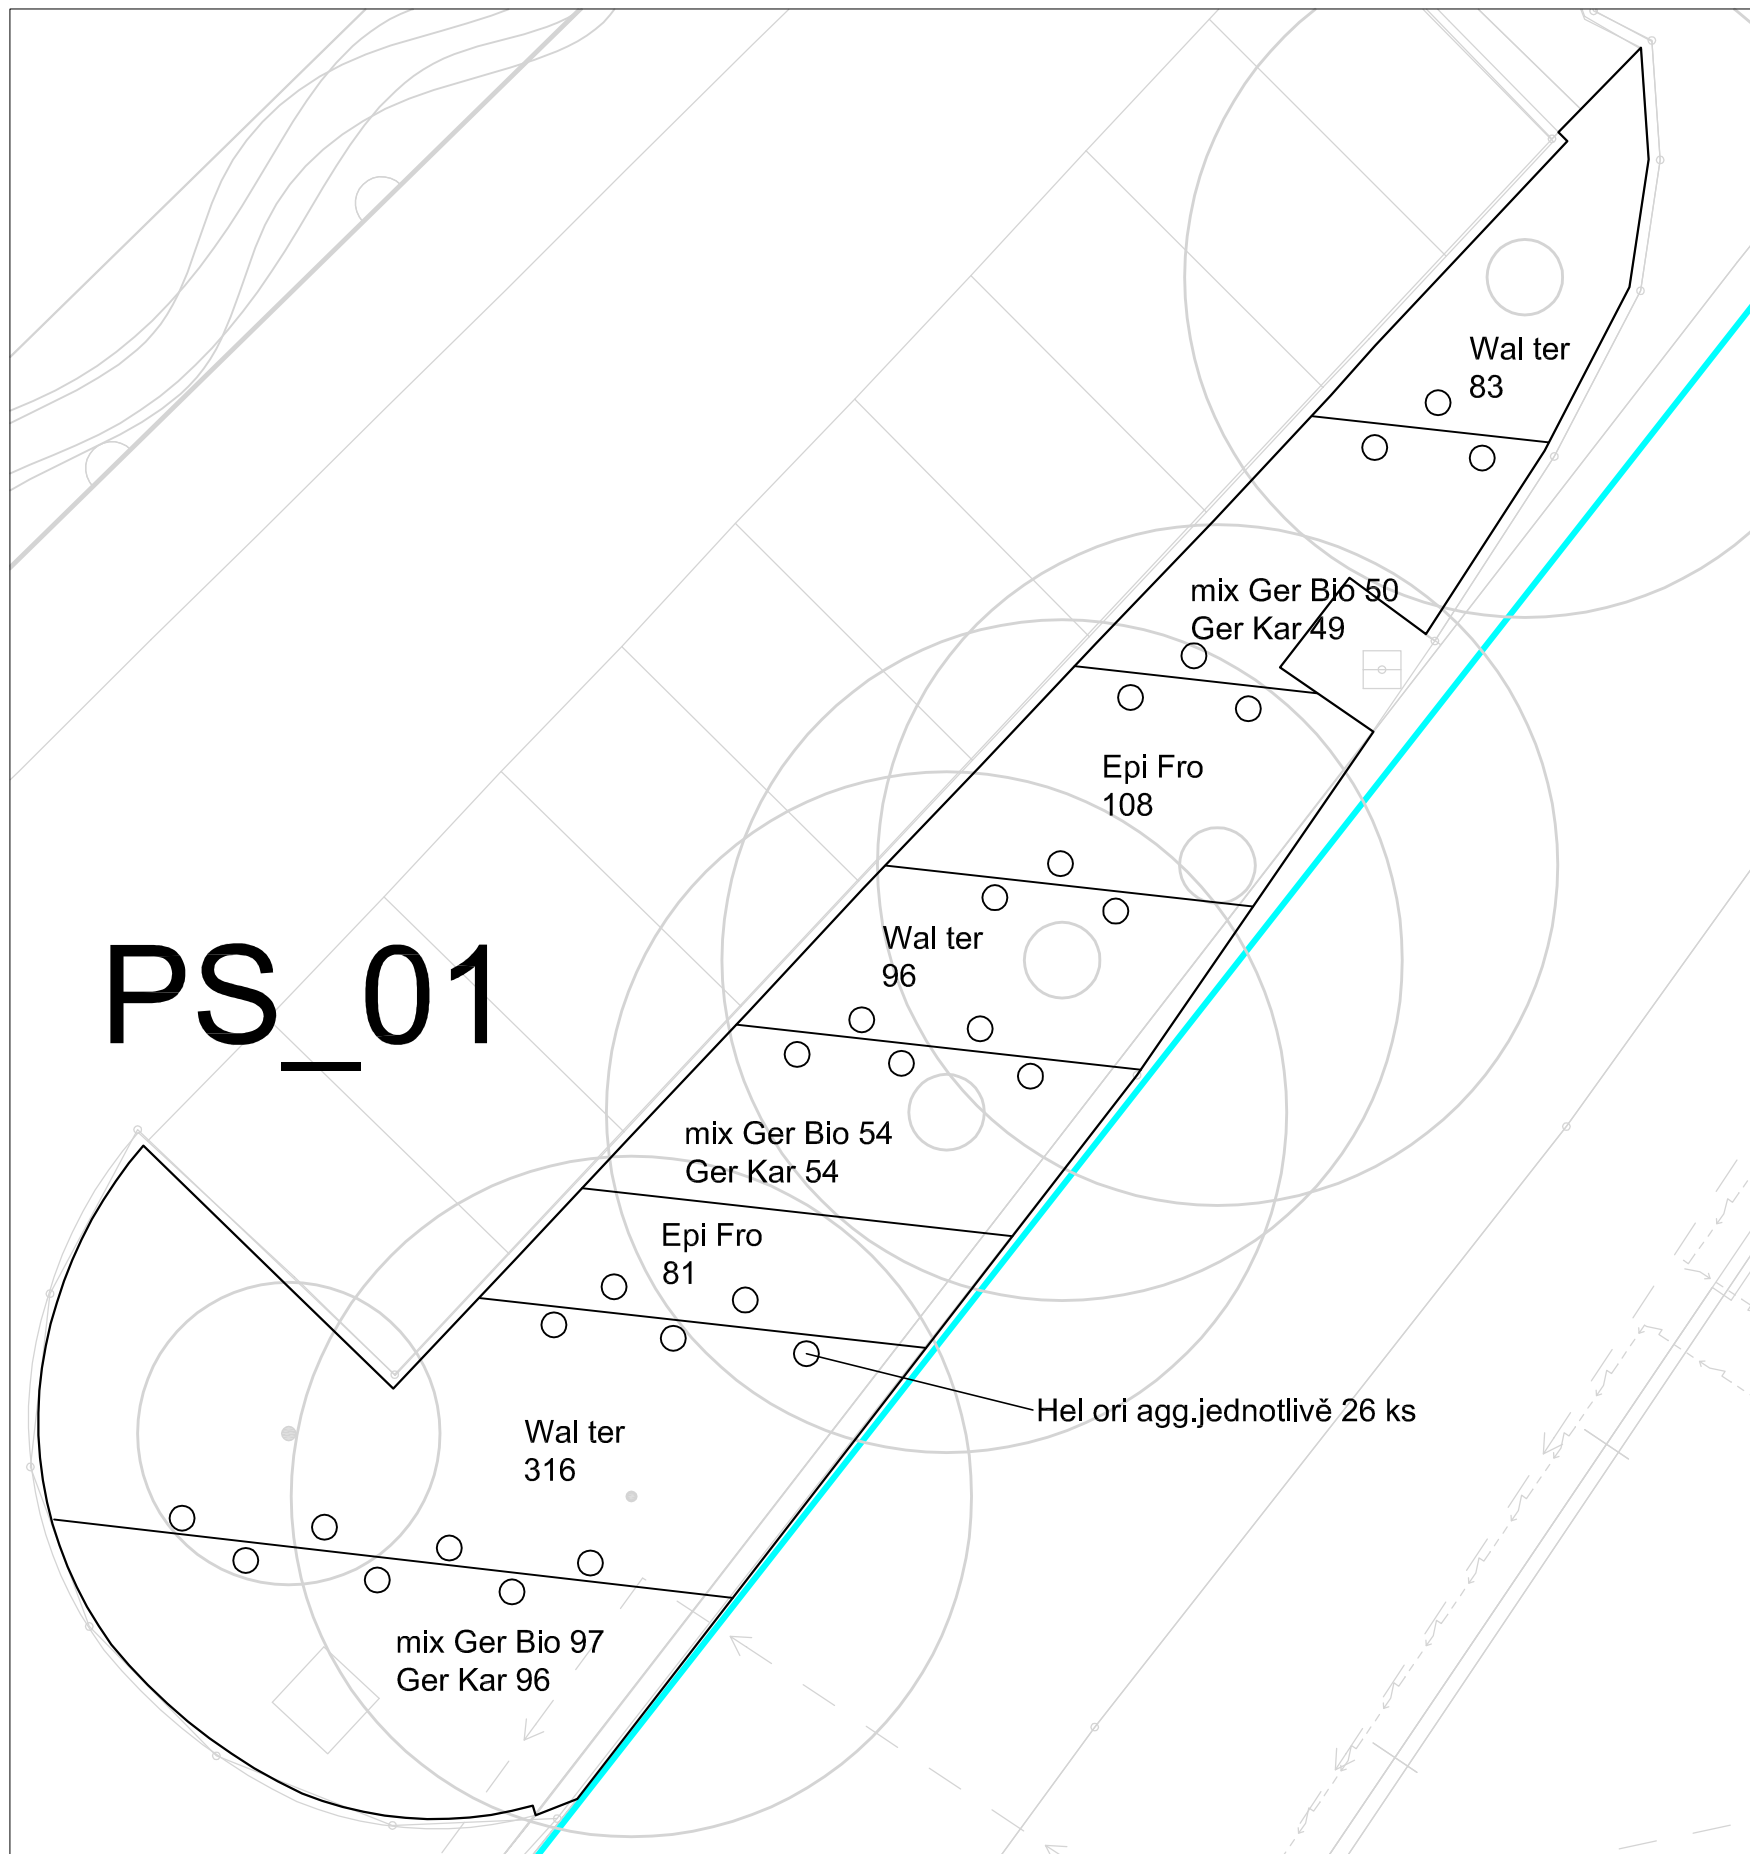 Wal ter
83
mix Ger Bio 50
Ger Kar 49
Epi Fro
108
Wal ter
96
PS_01
mix Ger Bio 54
Ger Kar 54
Epi Fro
81
Hel ori agg.jednotlivě 26 ks
Wal ter
316
mix Ger Bio 97
Ger Kar 96